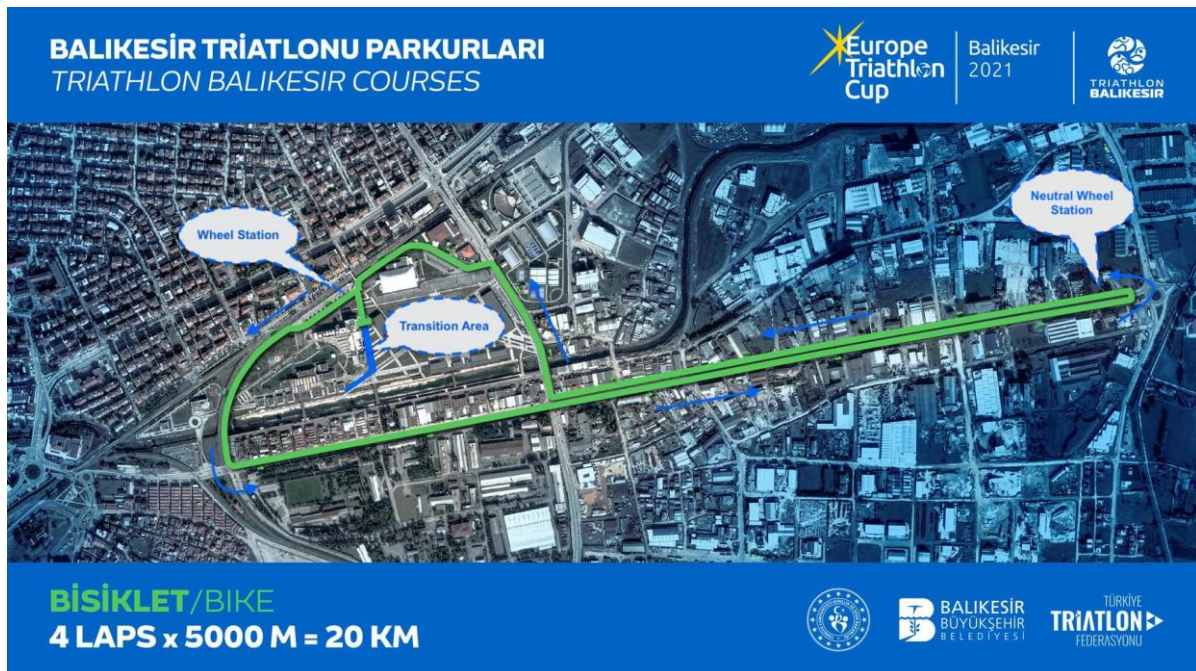 BALIKESİR TRİATLONU PARKURLARI
TRIATHLON BALIKESIR COURSES
Europe
Triathlon
Cup
Balikesir
2021
TRIATHLON
BALIKESIR
Wheel Station
Transition Area
Neutral Wheel
Station
BİSİKLET/BIKE
4 LAPS x 5000 M = 20 KM
BALIKESİR
BÜYÜKŞEHİR
BELEDİYESİ
TÜRKİYE
TRİATLON
FEDERASYONU